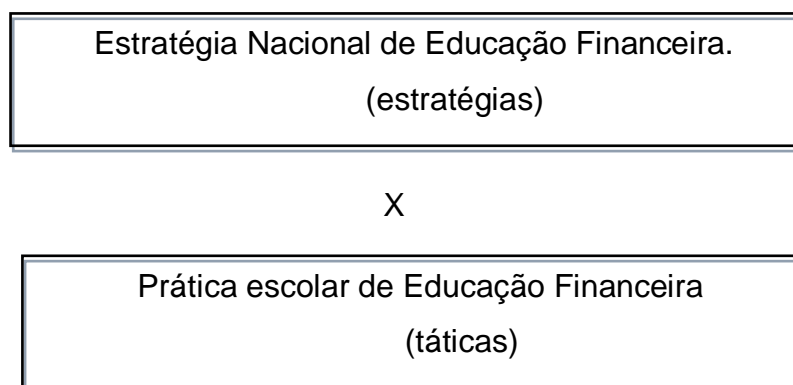 Estratégia Nacional de Educação Financeira.
(estratégias)
X
Prática escolar de Educação Financeira
(táticas)